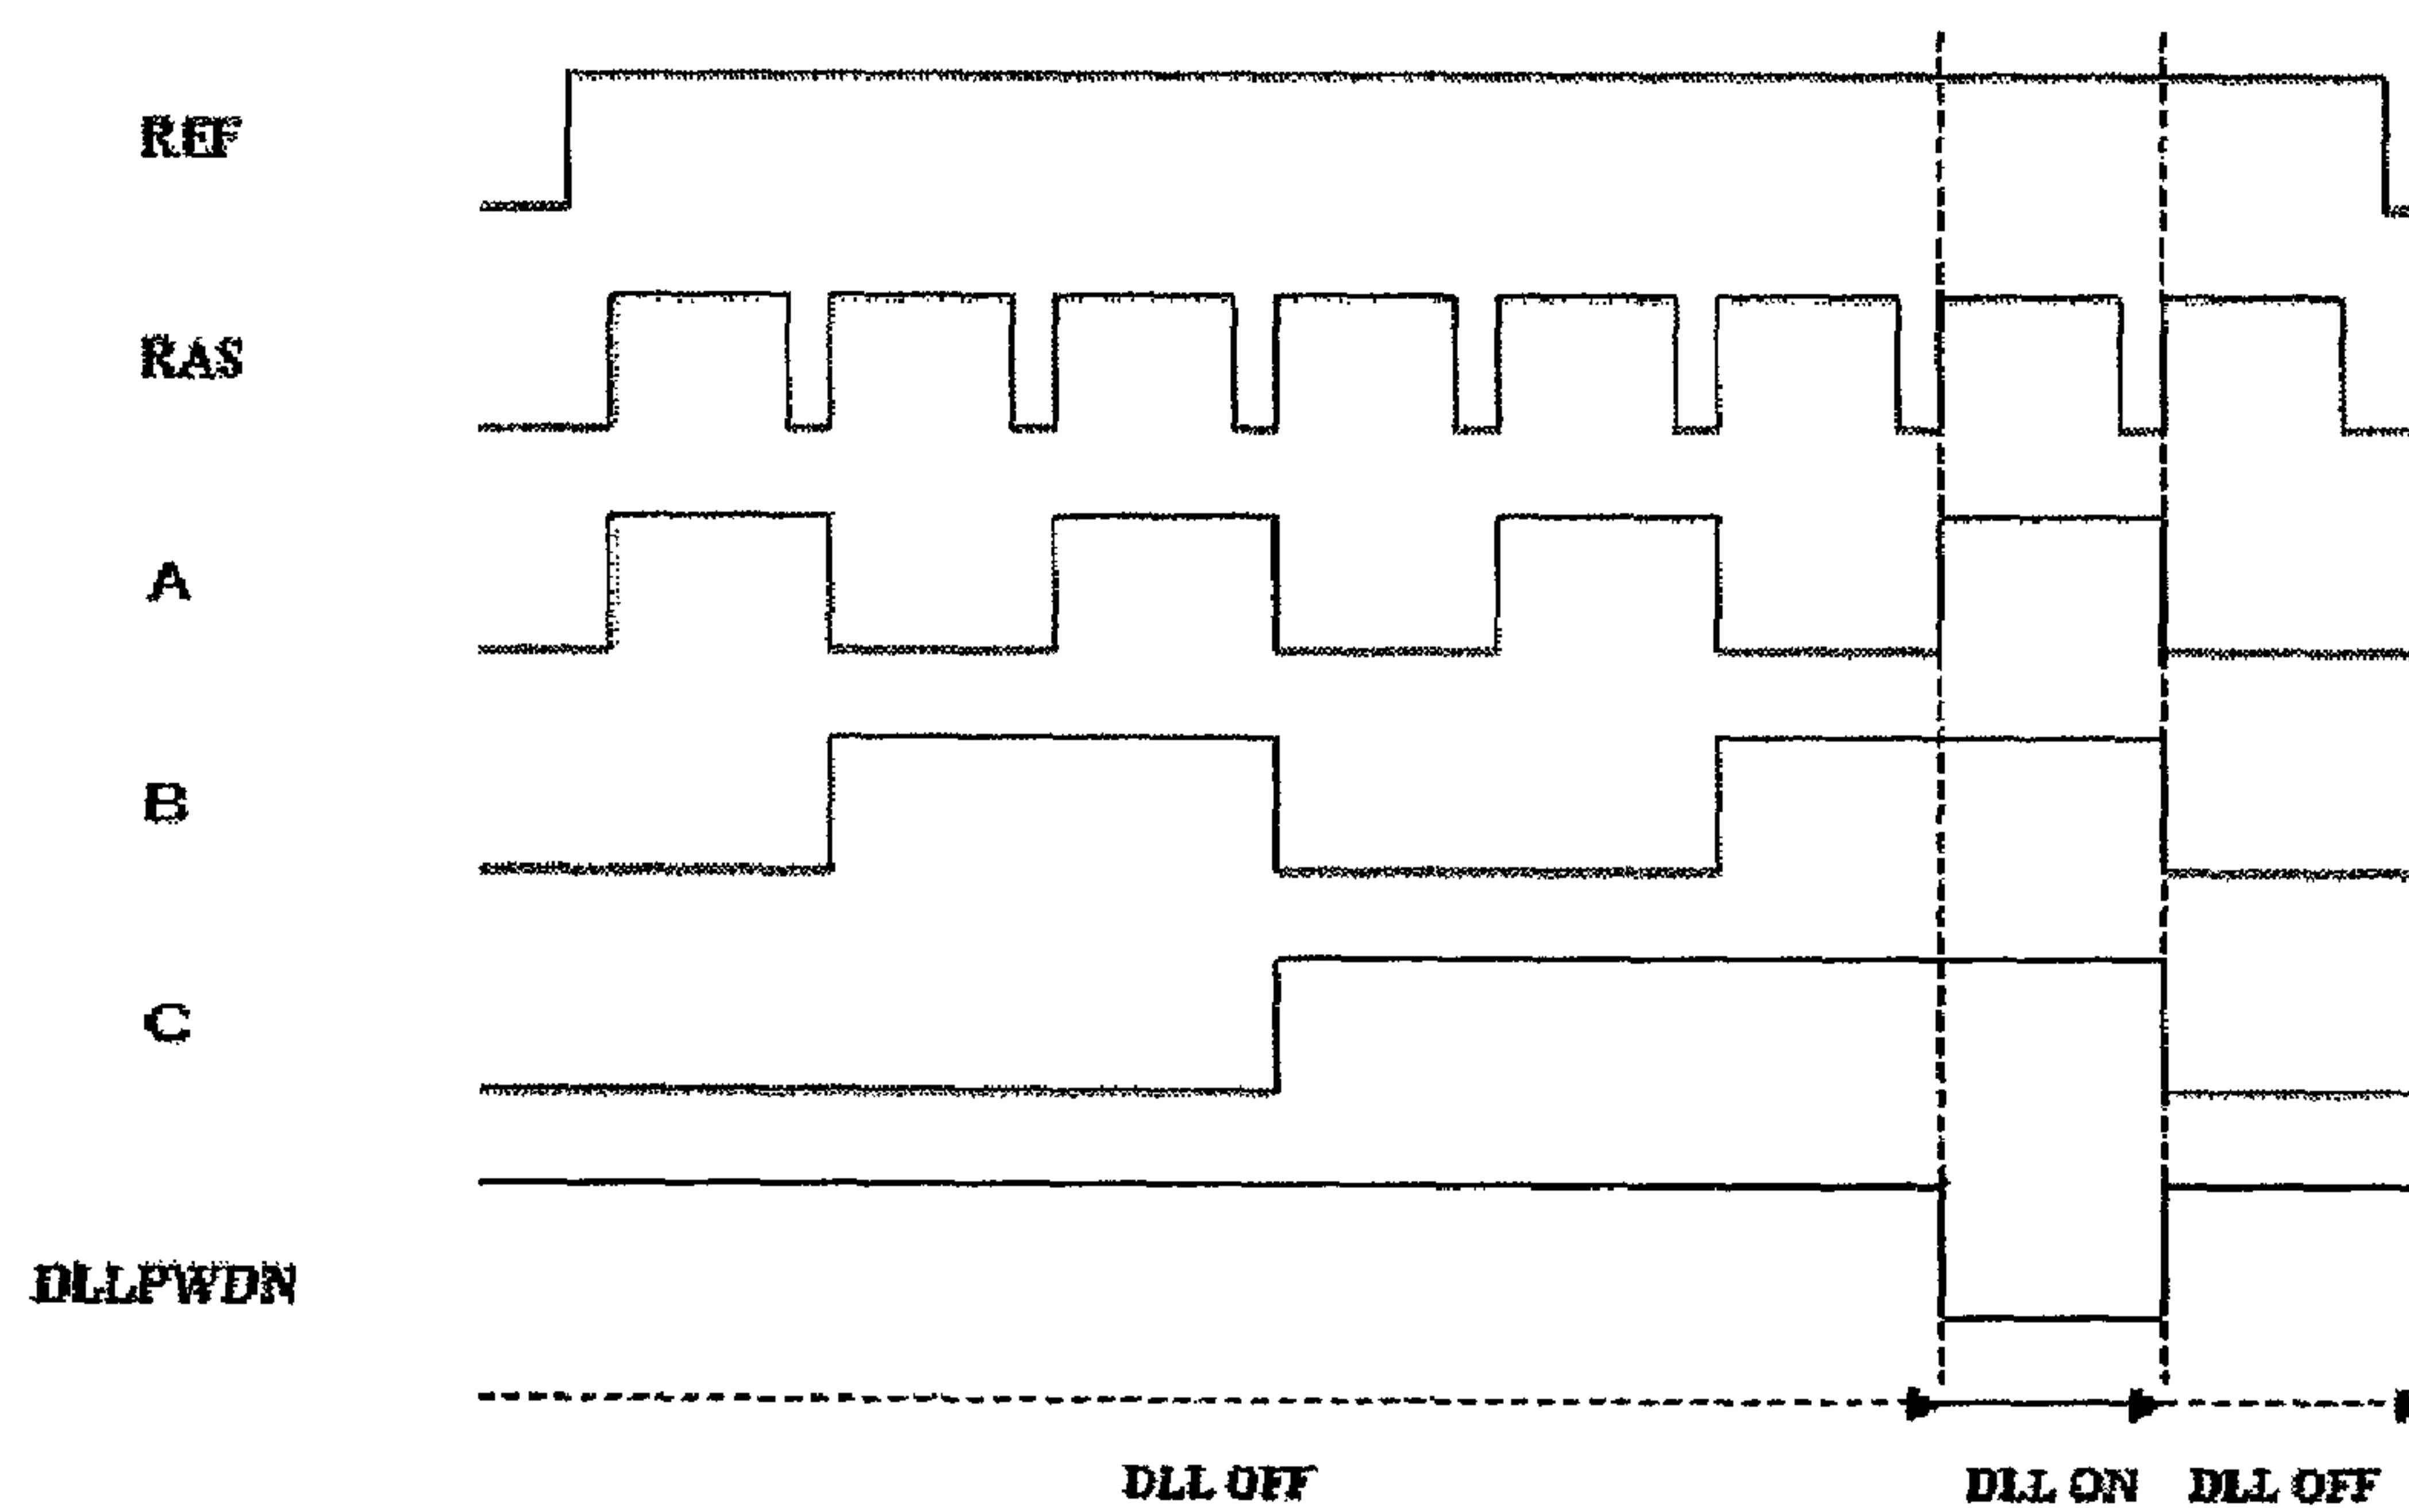 REF
RAS
A
B
C
DLLPWDN
DLL OFF DLL ON DLL OFF